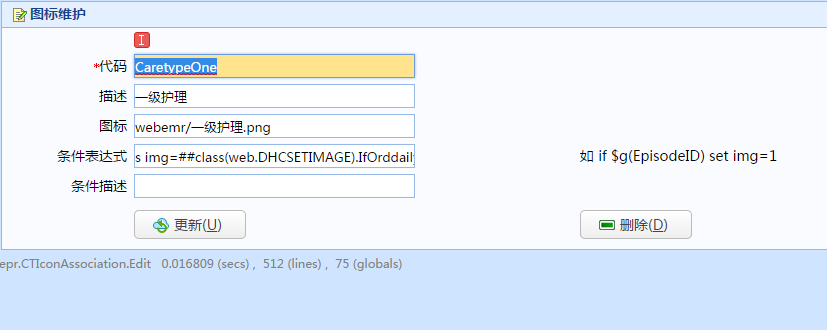 图标维护
I
*代码 CaretypeOne
描述 一级护理
图标 webemr/一级护理.png
条件表达式 s img=##class(web.DHCSETIMAGE).IfOrddaily 如 if $g(EpisodeID) set img=1
条件描述
更新(U) 删除(D)
epr.CTIconAssociation.Edit 0.016809 (secs) , 512 (lines) , 75 (globals)